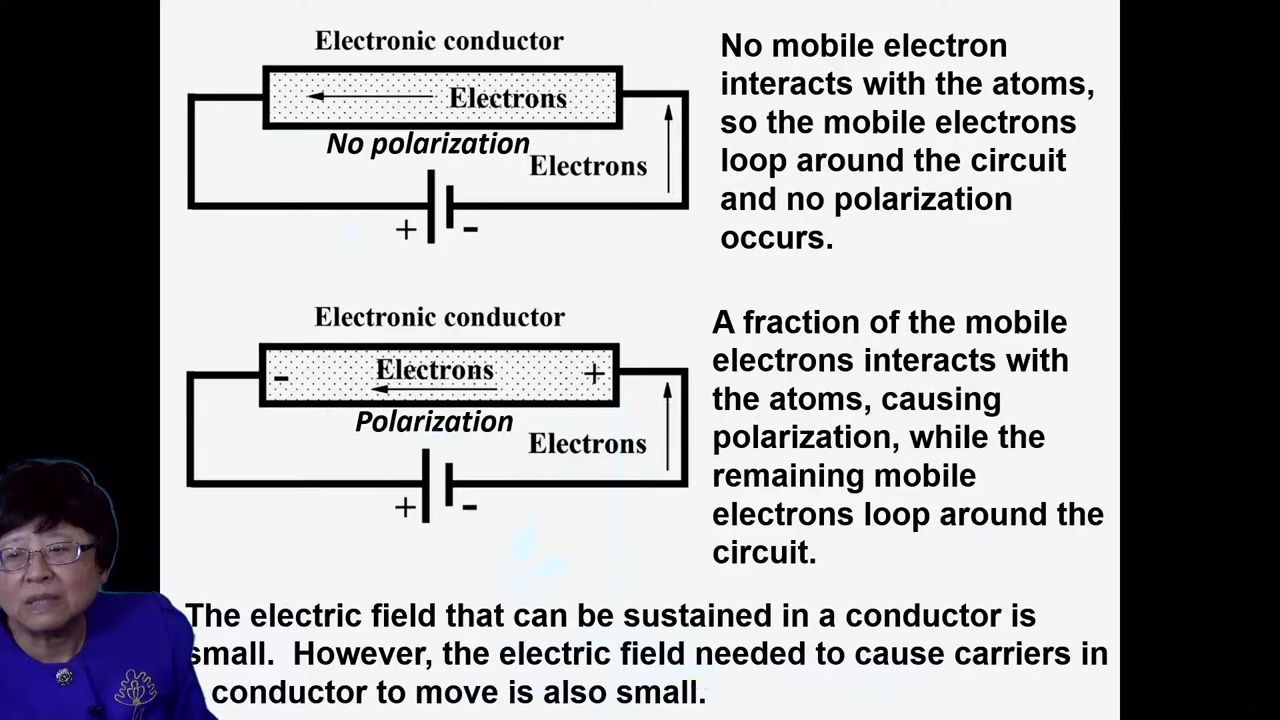 Electronic conductor
Electrons
No polarization
Electrons
+ -
No mobile electron
interacts with the atoms,
so the mobile electrons
loop around the circuit
and no polarization
occurs.
Electronic conductor
- Electrons +
Polarization
Electrons
+ -
A fraction of the mobile
electrons interacts with
the atoms, causing
polarization, while the
remaining mobile
electrons loop around the
circuit.
The electric field that can be sustained in a conductor is
small. However, the electric field needed to cause carriers in
conductor to move is also small.